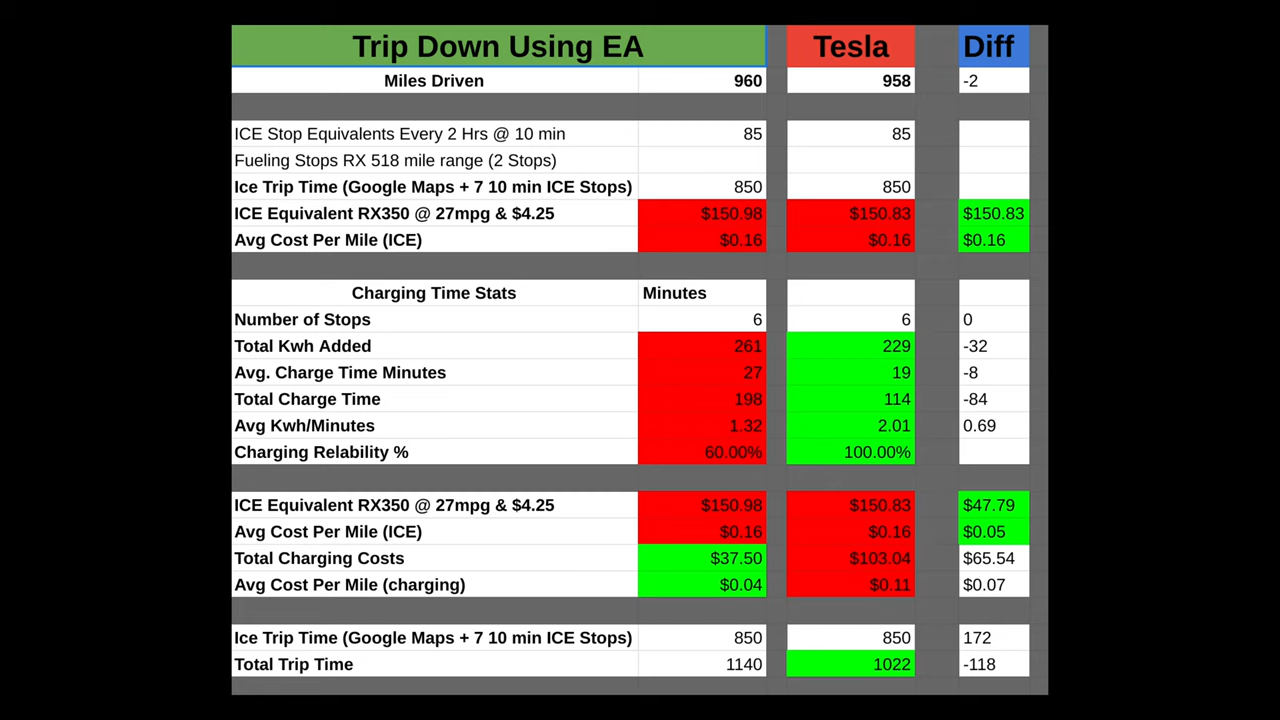 Trip Down Using EA Tesla Diff
Miles Driven 960 958 -2
ICE Stop Equivalents Every 2 Hrs @ 10 min 85 85
Fueling Stops RX 518 mile range (2 Stops)
Ice Trip Time (Google Maps + 7 10 min ICE Stops) 850 850
ICE Equivalent RX350 @ 27mpg & $4.25 $150.98 $150.83 $150.83
Avg Cost Per Mile (ICE) $0.16 $0.16 $0.16
Charging Time Stats Minutes
Number of Stops 6 6 0
Total Kwh Added 261 229 -32
Avg. Charge Time Minutes 27 19 -8
Total Charge Time 198 114 -84
Avg Kwh/Minutes 1.32 2.01 0.69
Charging Relability % 60.00% 100.00%
ICE Equivalent RX350 @ 27mpg & $4.25 $150.98 $150.83 $47.79
Avg Cost Per Mile (ICE) $0.16 $0.16 $0.05
Total Charging Costs $37.50 $103.04 $65.54
Avg Cost Per Mile (charging) $0.04 $0.11 $0.07
Ice Trip Time (Google Maps + 7 10 min ICE Stops) 850 850 172
Total Trip Time 1140 1022 -118